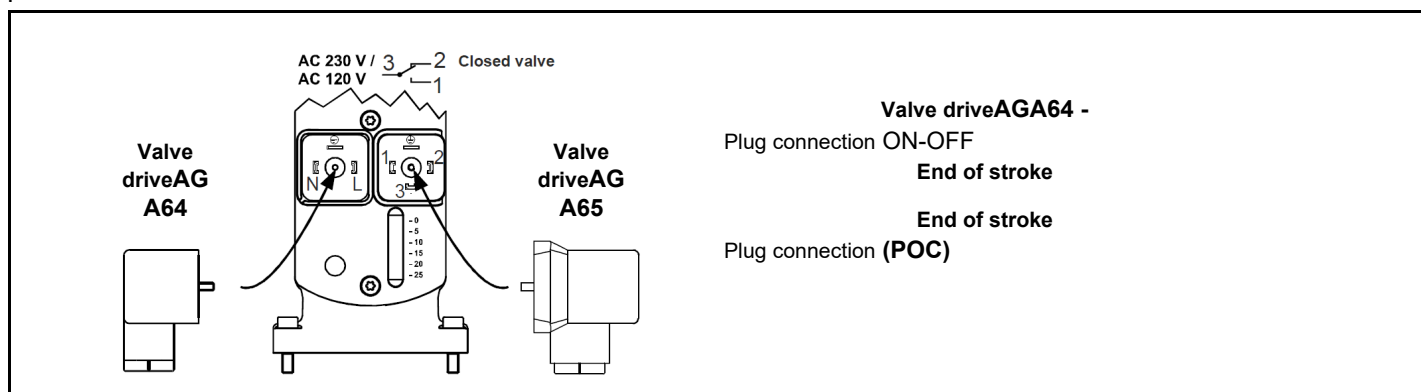 AC 230 V / 3 2 Closed valve
AC 120 V 1
Valve
driveAG
A64
N L
1 2
3
- 0
- 5
- 10
- 15
- 20
- 25
Valve
driveAG
A65
Valve driveAGA64 -
Plug connection ON-OFF
End of stroke
End of stroke
Plug connection (POC)